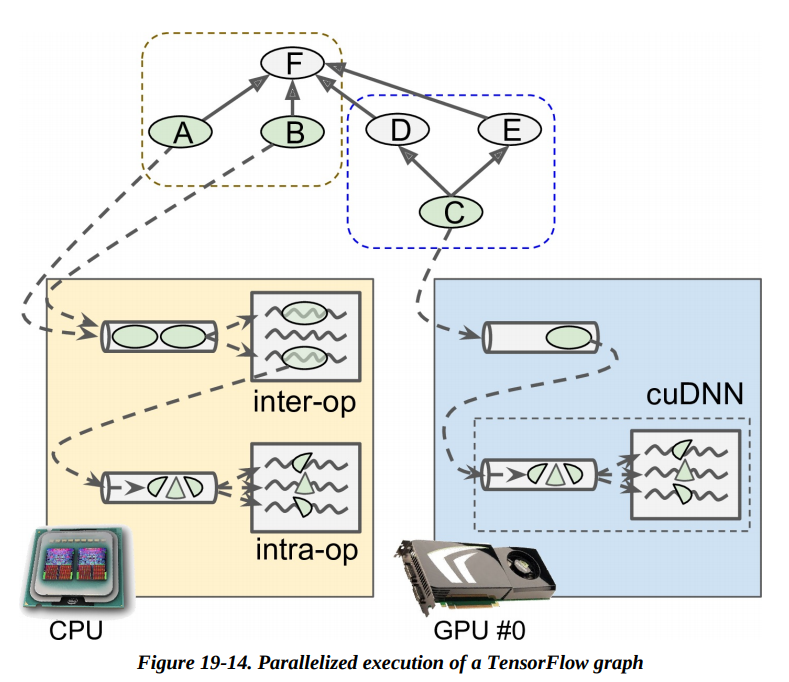 F
A
B
D
E
C
inter-op
cuDNN
intra-op
CPU
GPU #0
Figure 19-14. Parallelized execution of a TensorFlow graph